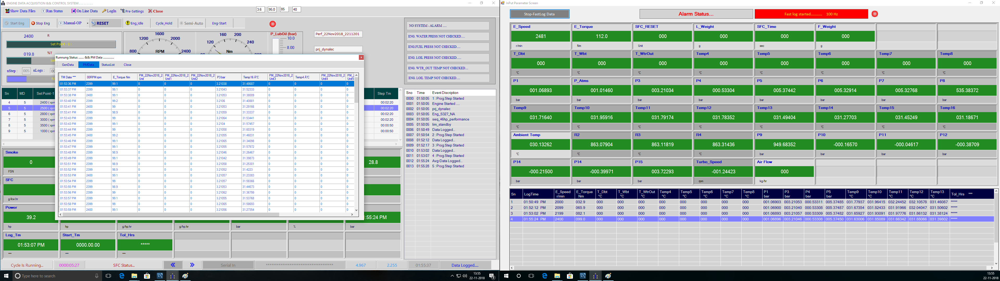 ENGINE DATA ACQUISITION && CONTROL SYSTEM . . . . . . . . .
Show Data Files Run Status On Line Data LogIn Pre-Settings Close
3.6 95.0 85 40
Start Eng Stop Eng Manual-OP RESET Eng_Idle Cycle_Hold Semi-Auto Eng-Start
2400 R
Set Point - 1 :
019.8 %T
nStep : 005 nLogs :
800 1200 1600 2000 2400
RPM
120 160 200 240
Nm
P_LubOil (bar)
10.0
8.00
Perf_22Nov2018_2211201
prj_dynalec
NO SYSTEM - ALARM .....
ENG. WATER PRESS NOT CHECKED.....
ENG.FUEL PRESS NOT CHECKED.....
ENG. LOIL PRESS NOT CHECKED.....
ENG. WTR_OUT TEMP NOT CHECKED....
ENG. LOIL TEMP NOT CHECKED.....
Runnung Status ....... && PM Data ..............
GenData PMData StatusList Close
TM Date *** 00RPM rpm E_Torque Nm PM_22Nov2018_2 Unit PM_22Nov2018_2 Unit1 PM_22Nov2018_2 Unit2 P3 bar Temp16 Å°C PM_22Nov2018_2 Unit3 Temp4 Å°C PM_22Nov2018_2 Unit4 PM_2 Unit5
01:53:36 PM 2399 99.1 0 0 0 3.21038 31.48687 0 0 0 0
01:53:37 PM 2399 99.1 0 0 0 3.21043 31.52333 0 0 0 0
01:53:38 PM 2400 99.1 0 0 0 3.21053 31.38009 0 0 0 0
01:53:40 PM 2399 99.2 0 0 0 3.2106 31.40881 0 0 0 0
01:53:41 PM 2400 99 0 0 0 3.21053 31.29166 0 0 0 0
01:53:41 PM 2399 98.9 0 0 0 3.21059 31.33337 0 0 0 0
01:53:43 PM 2399 99 0 0 0 3.21064 31.53441 0 0 0 0
01:53:43 PM 2399 99.1 0 0 0 3.2104 31.57457 0 0 0 0
01:53:44 PM 2399 99 0 0 0 3.21058 31.60319 0 0 0 0
01:53:45 PM 2400 99.2 0 0 0 3.21055 31.46031 0 0 0 0
01:53:46 PM 2399 99.1 0 0 0 3.21065 31.34098 0 0 0 0
01:53:47 PM 2399 99.1 0 0 0 3.21055 31.57972 0 0 0 0
01:53:48 PM 2399 98.9 0 0 0 3.21046 31.26467 0 0 0 0
01:53:49 PM 2399 99.1 0 0 0 3.21042 31.39873 0 0 0 0
01:53:51 PM 2399 99.1 0 0 0 3.21058 31.25301 0 0 0 0
01:53:52 PM 2399 98.9 0 0 0 3.21052 31.4223 0 0 0 0
01:53:53 PM 2400 99.1 0 0 0 3.21057 31.23383 0 0 0 0
01:53:54 PM 2399 99 0 0 0 3.21057 31.58366 0 0 0 0
01:53:55 PM 2399 98.9 0 0 0 3.21053 31.44673 0 0 0 0
01:53:56 PM 2399 99 0 0 0 3.21062 31.36799 0 0 0 0
01:53:57 PM 2399 99.1 0 0 0 3.21055 31.53768 0 0 0 0
01:53:58 PM 2399 99 0 0 0 3.21065 31.58693 0 0 0 0
01:53:59 PM 2400 99.1 0 0 0 3.21056 31.27354 0 0 0 0
Sn MD Set Point -1 Step Tm
4 5 2400 ( rpm 00:02:20
5 5 2500 ( rpm 00:02:20
6 5 2800 ( rpm 00:02:20
7 5 3000 ( rpm 00:02:20
8 5 3500 ( rpm 00:00:50
9 5 1000 ( rpm 00:00:50
Sno Time Event Discription
0000 01:50:05 1 : Prog.Step Started
0001 01:50:05 Engine Started .....
0002 01:50:05 prj_dynalec
0003 01:50:05 Eng_S327_NA
0004 01:50:05 seq_46hp_performance
0005 01:50:05 lim_standby
0006 01:50:49 Data Logged...
0007 01:50:54 2 : Prog.Step Started
0008 01:52:12 Data Logged...
0009 01:52:17 3 : Prog.Step Started
0010 01:53:02 Data Logged...
0011 01:53:07 4 : Prog.Step Started
0012 01:55:24 Avg-Data Logged...
0013 01:55:28 5 : Prog.Step Started
Smoke
0 28.8
FSN
SFC
g/kw.hr
Power
39.2 :55:24 PM
hp hp g/hp.hr g/hp.hr bar % bar
Log_Tm Start_Tm Tol_Hrs
01:53:07 PM 0000.00.00 *****
--- --- ---
Cycle Is Running... 0000:05:27 SFC Status... Serial In 4.967 2.255 01:55:37 Data Logged.....
Type here to search
13:55
22-11-2018
3
InPut Parameter Screen
Stop-FastLog Data Alarm Status... Fast log started........... 100 Hz
E_Speed E_Torque SFC_RESET L_Weight SFC_Time F_Weight
2481 112.0 000 000 000 000
r/min Nm Unit g sec g
T_Dbt T_Wbt T_WtrOut Temp4 Temp5 Temp6 Temp7 Temp8
000 000 000 000 000 000 000 000
°C °C °C °C °C °C °C °C
P1 P_Atms P3 P4 P5 P6 P7 P8
001.06893 001.01460 003.21034 000.53304 005.37442 005.32914 005.32768 535.38372
bar bar bar bar bar bar bar bar
Temp9 Temp10 Temp11 Temp12 Temp13 Temp14 Temp15 Temp16
031.71640 031.95916 031.79174 031.78352 031.49404 031.27703 031.45249 031.18671
°C °C °C °C °C °C °C °C
Ambient Temp R2 R3 R4 P9 P10 P11 P12
030.13262 863.07904 863.11819 863.31436 949.68352 -000.16570 -000.04617 -000.38709
°C °C °C °C bar bar bar bar
P14 P14 P15 Turbo_Speed Air Flow
-000.21500 -000.39971 003.72293 -001.24423 000
bar bar bar rpm kg/hr
Sn LogTime E_Speed r/min E_Torque Nm T_Dbt °C T_Wbt °C T_WtrOut °C Temp4 °C Temp5 °C Temp6 °C Temp7 °C Temp8 °C P1 bar P3 bar P4 bar P5 bar Temp9 °C Temp10 °C Temp11 °C Temp12 °C Temp13 °C Tol_Hrs ***
1 01:50:49 PM 2000 032.9 000 000 000 000 000 000 000 000 001.06903 003.21053 000.53311 005.37485 031.77937 031.96415 032.24452 032.10578 031.46087 *****
2 01:52:12 PM 2099 065.9 000 000 000 000 000 000 000 000 001.06900 003.21040 000.53308 005.37487 031.67354 031.82433 031.91966 032.04047 031.50602 *****
3 01:53:02 PM 2199 082.1 000 000 000 000 000 000 000 000 001.06893 003.21057 000.53309 005.37482 031.65927 031.93091 031.97776 031.86132 031.38124 *****
4 01:55:24 PM 2400 099.0 000 000 000 000 000 000 000 000 001.06896 003.21046 000.53308 005.37450 031.63006 031.85089 031.66342 031.88066 031.39802 *****
13:55
22-11-2018